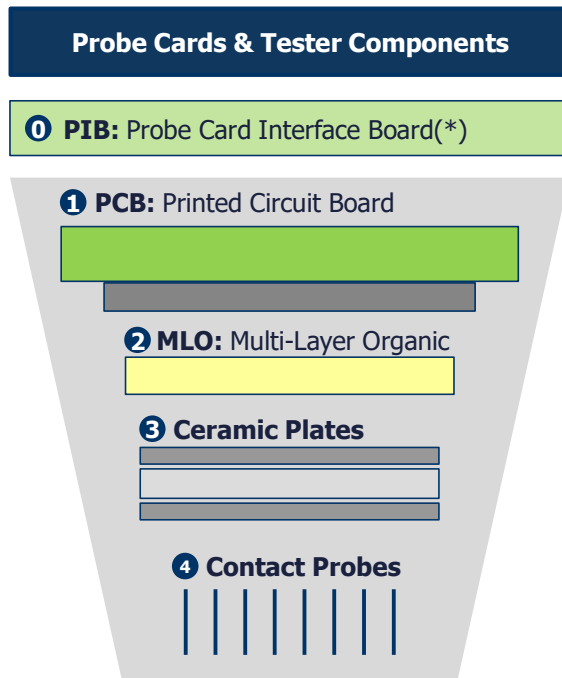 Probe Cards & Tester Components
0 PIB: Probe Card Interface Board(*)
1 PCB: Printed Circuit Board
2 MLO: Multi-Layer Organic
3 Ceramic Plates
4 Contact Probes